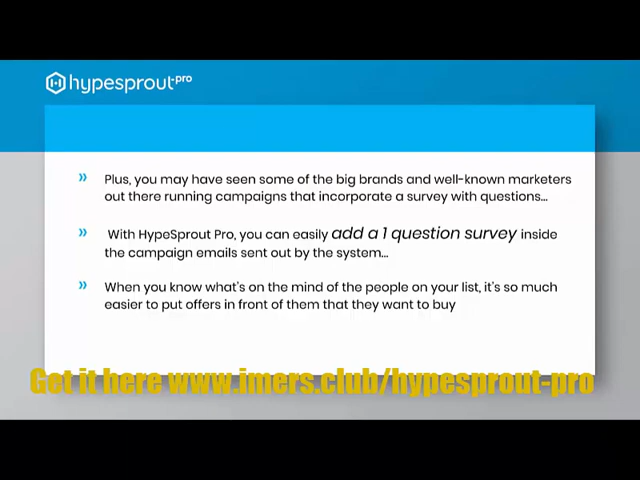 hypesprout-pro
» Plus, you may have seen some of the big brands and well-known marketers
out there running campaigns that incorporate a survey with questions...
» With HypeSprout Pro, you can easily add a 1 question survey inside
the campaign emails sent out by the system...
» When you know what's on the mind of the people on your list, it's so much
easier to put offers in front of them that they want to buy
Get it here www.imers.club/hypesprout-pro